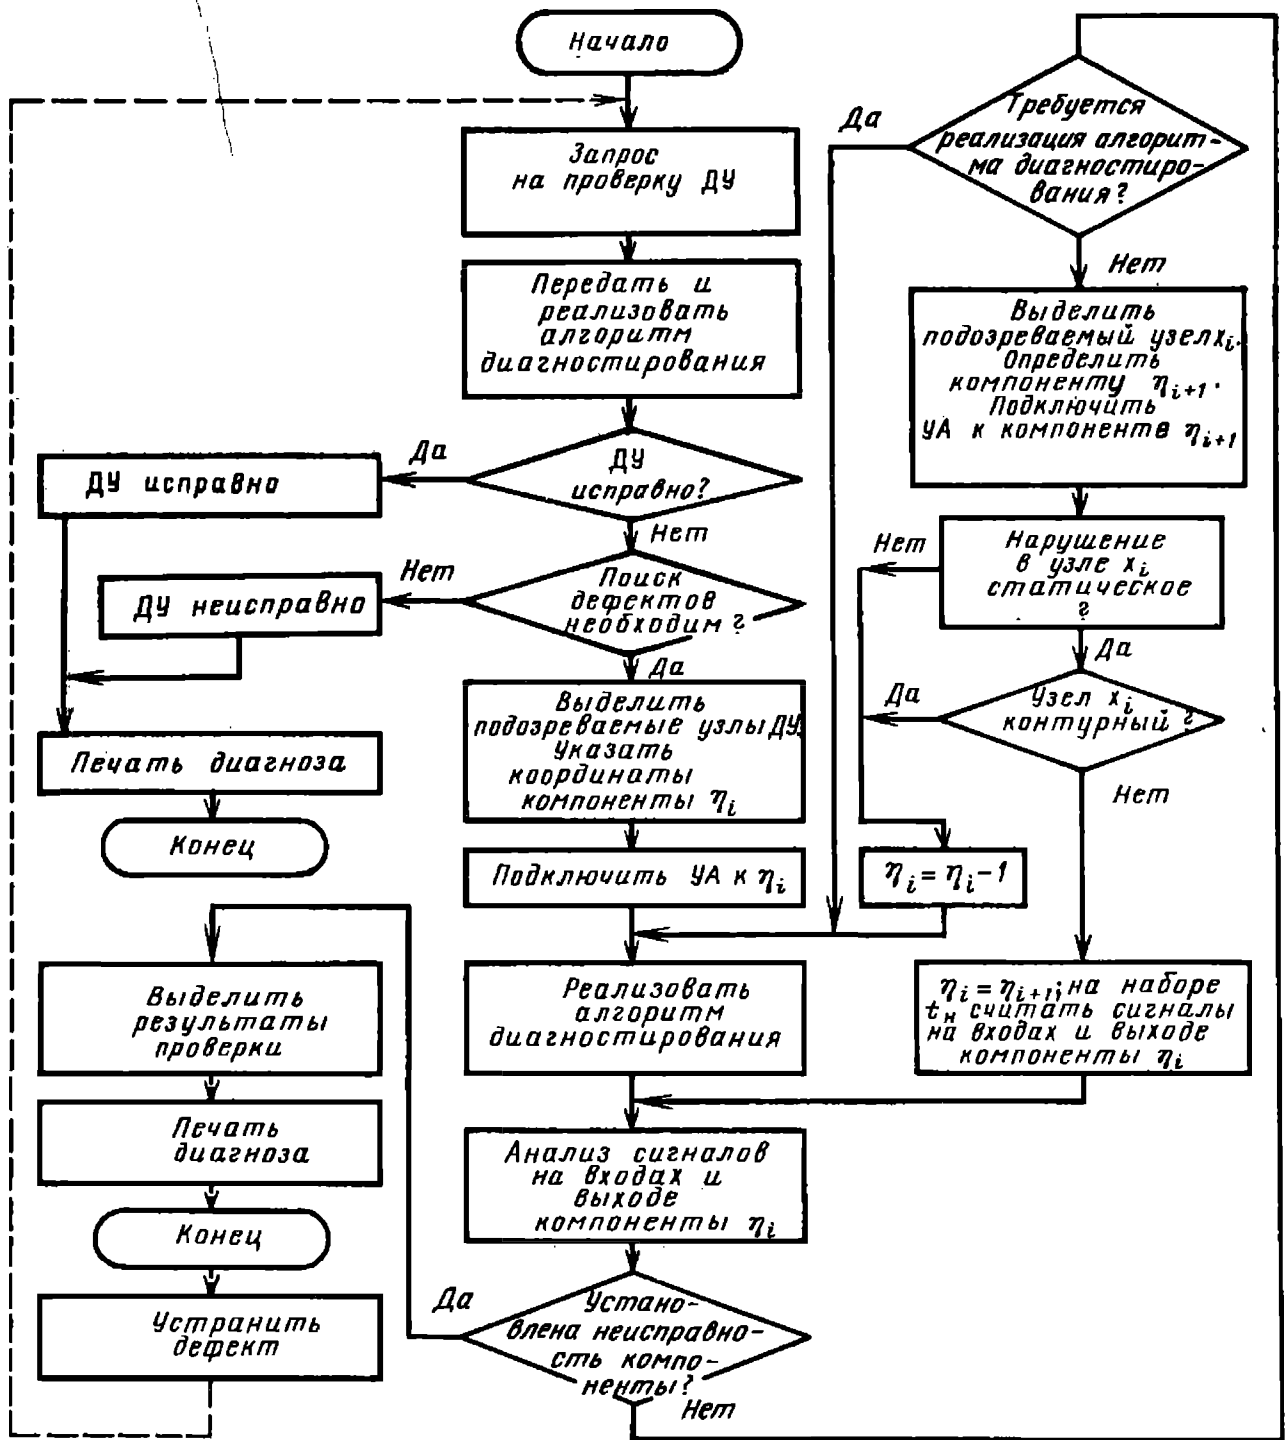 Начало
Запрос
на проверку ДУ
Передать и
реализовать
алгоритм
диагностирования
ДУ
исправно?
Да
ДУ исправно
Нет
Поиск
дефектов
необходим?
Нет
ДУ неисправно
Да
Печать диагноза
Конец
Выделить
подозреваемые узлы ДУ.
Указать
координаты
компоненты ηi
Подключить УА к ηi
Реализовать
алгоритм
диагностирования
Анализ сигналов
на входах и
выходе
компоненты ηi
Устано-
влена неисправно-
сть компо-
ненты?
Да
Нет
Выделить
результаты
проверки
Печать
диагноза
Конец
Устранить
дефект
Требуется
реализация алгорит-
ма диагностиро-
вания?
Да
Нет
Выделить
подозреваемый узел xi.
Определить
компоненту ηi+1.
Подключить
УА к компоненте ηi+1
Нарушение
в узле xi
статическое
?
Нет
Да
Узел xi
контурный?
Да
Нет
ηi = ηi-1
ηi = ηi+1; на наборе
tн считать сигналы
на входах и выходе
компоненты ηi